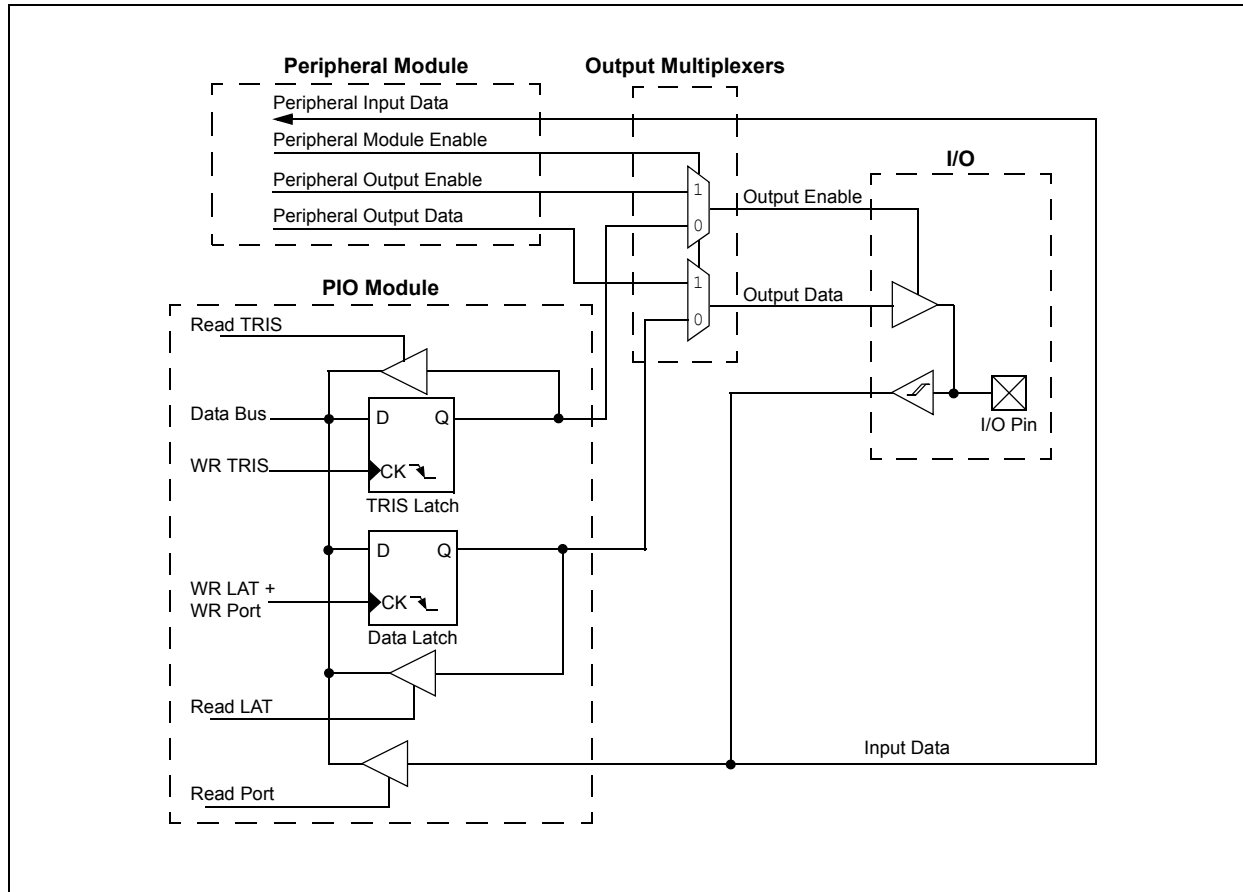 Peripheral Module
Output Multiplexers
Peripheral Input Data
Peripheral Module Enable
Peripheral Output Enable
Peripheral Output Data
1
0
Output Enable
I/O
1
0
Output Data
I/O Pin
PIO Module
Read TRIS
Data Bus
D Q
WR TRIS
CK
TRIS Latch
D Q
WR LAT +
WR Port
CK
Data Latch
Read LAT
Input Data
Read Port